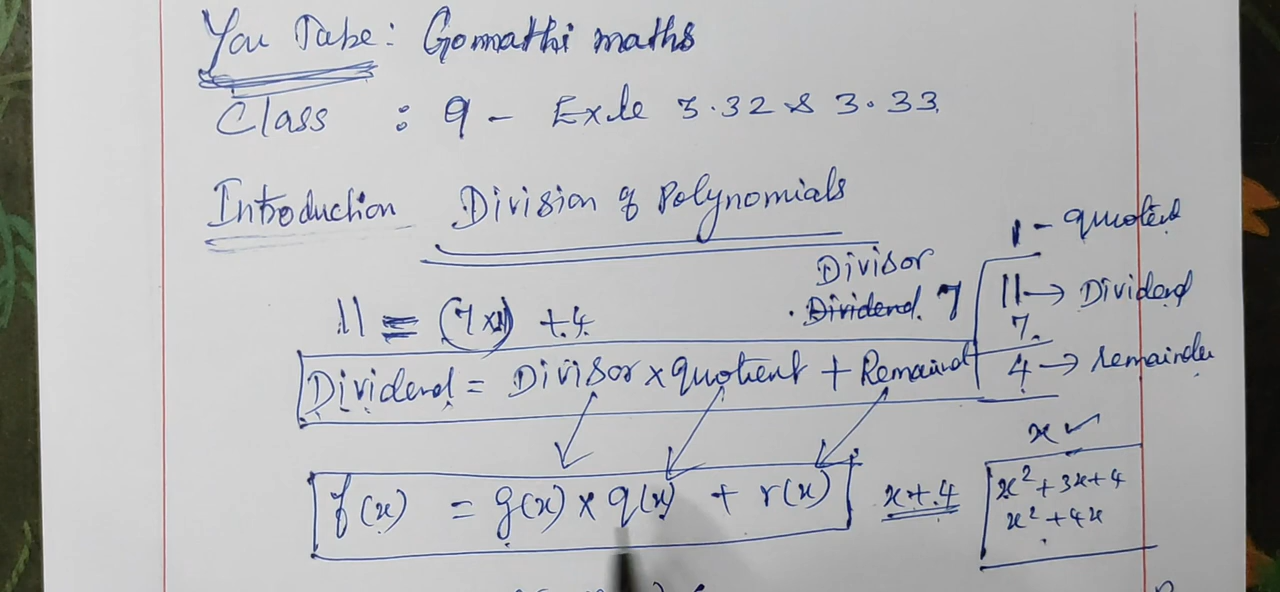 You Tube: Gomathi maths
Class : 9 - Exle 3.32 & 3.33
Introduction Division of Polynomials
1 - quotient
Divisor
Dividend 7
11 → Dividend
7
4 → remainder
11 = (7x1) + 4
Dividend = Divisor x quotient + Remaind
f(x) = g(x) x q(x) + r(x)
x ✓
x+4
x² + 3x + 4
x² + 4x